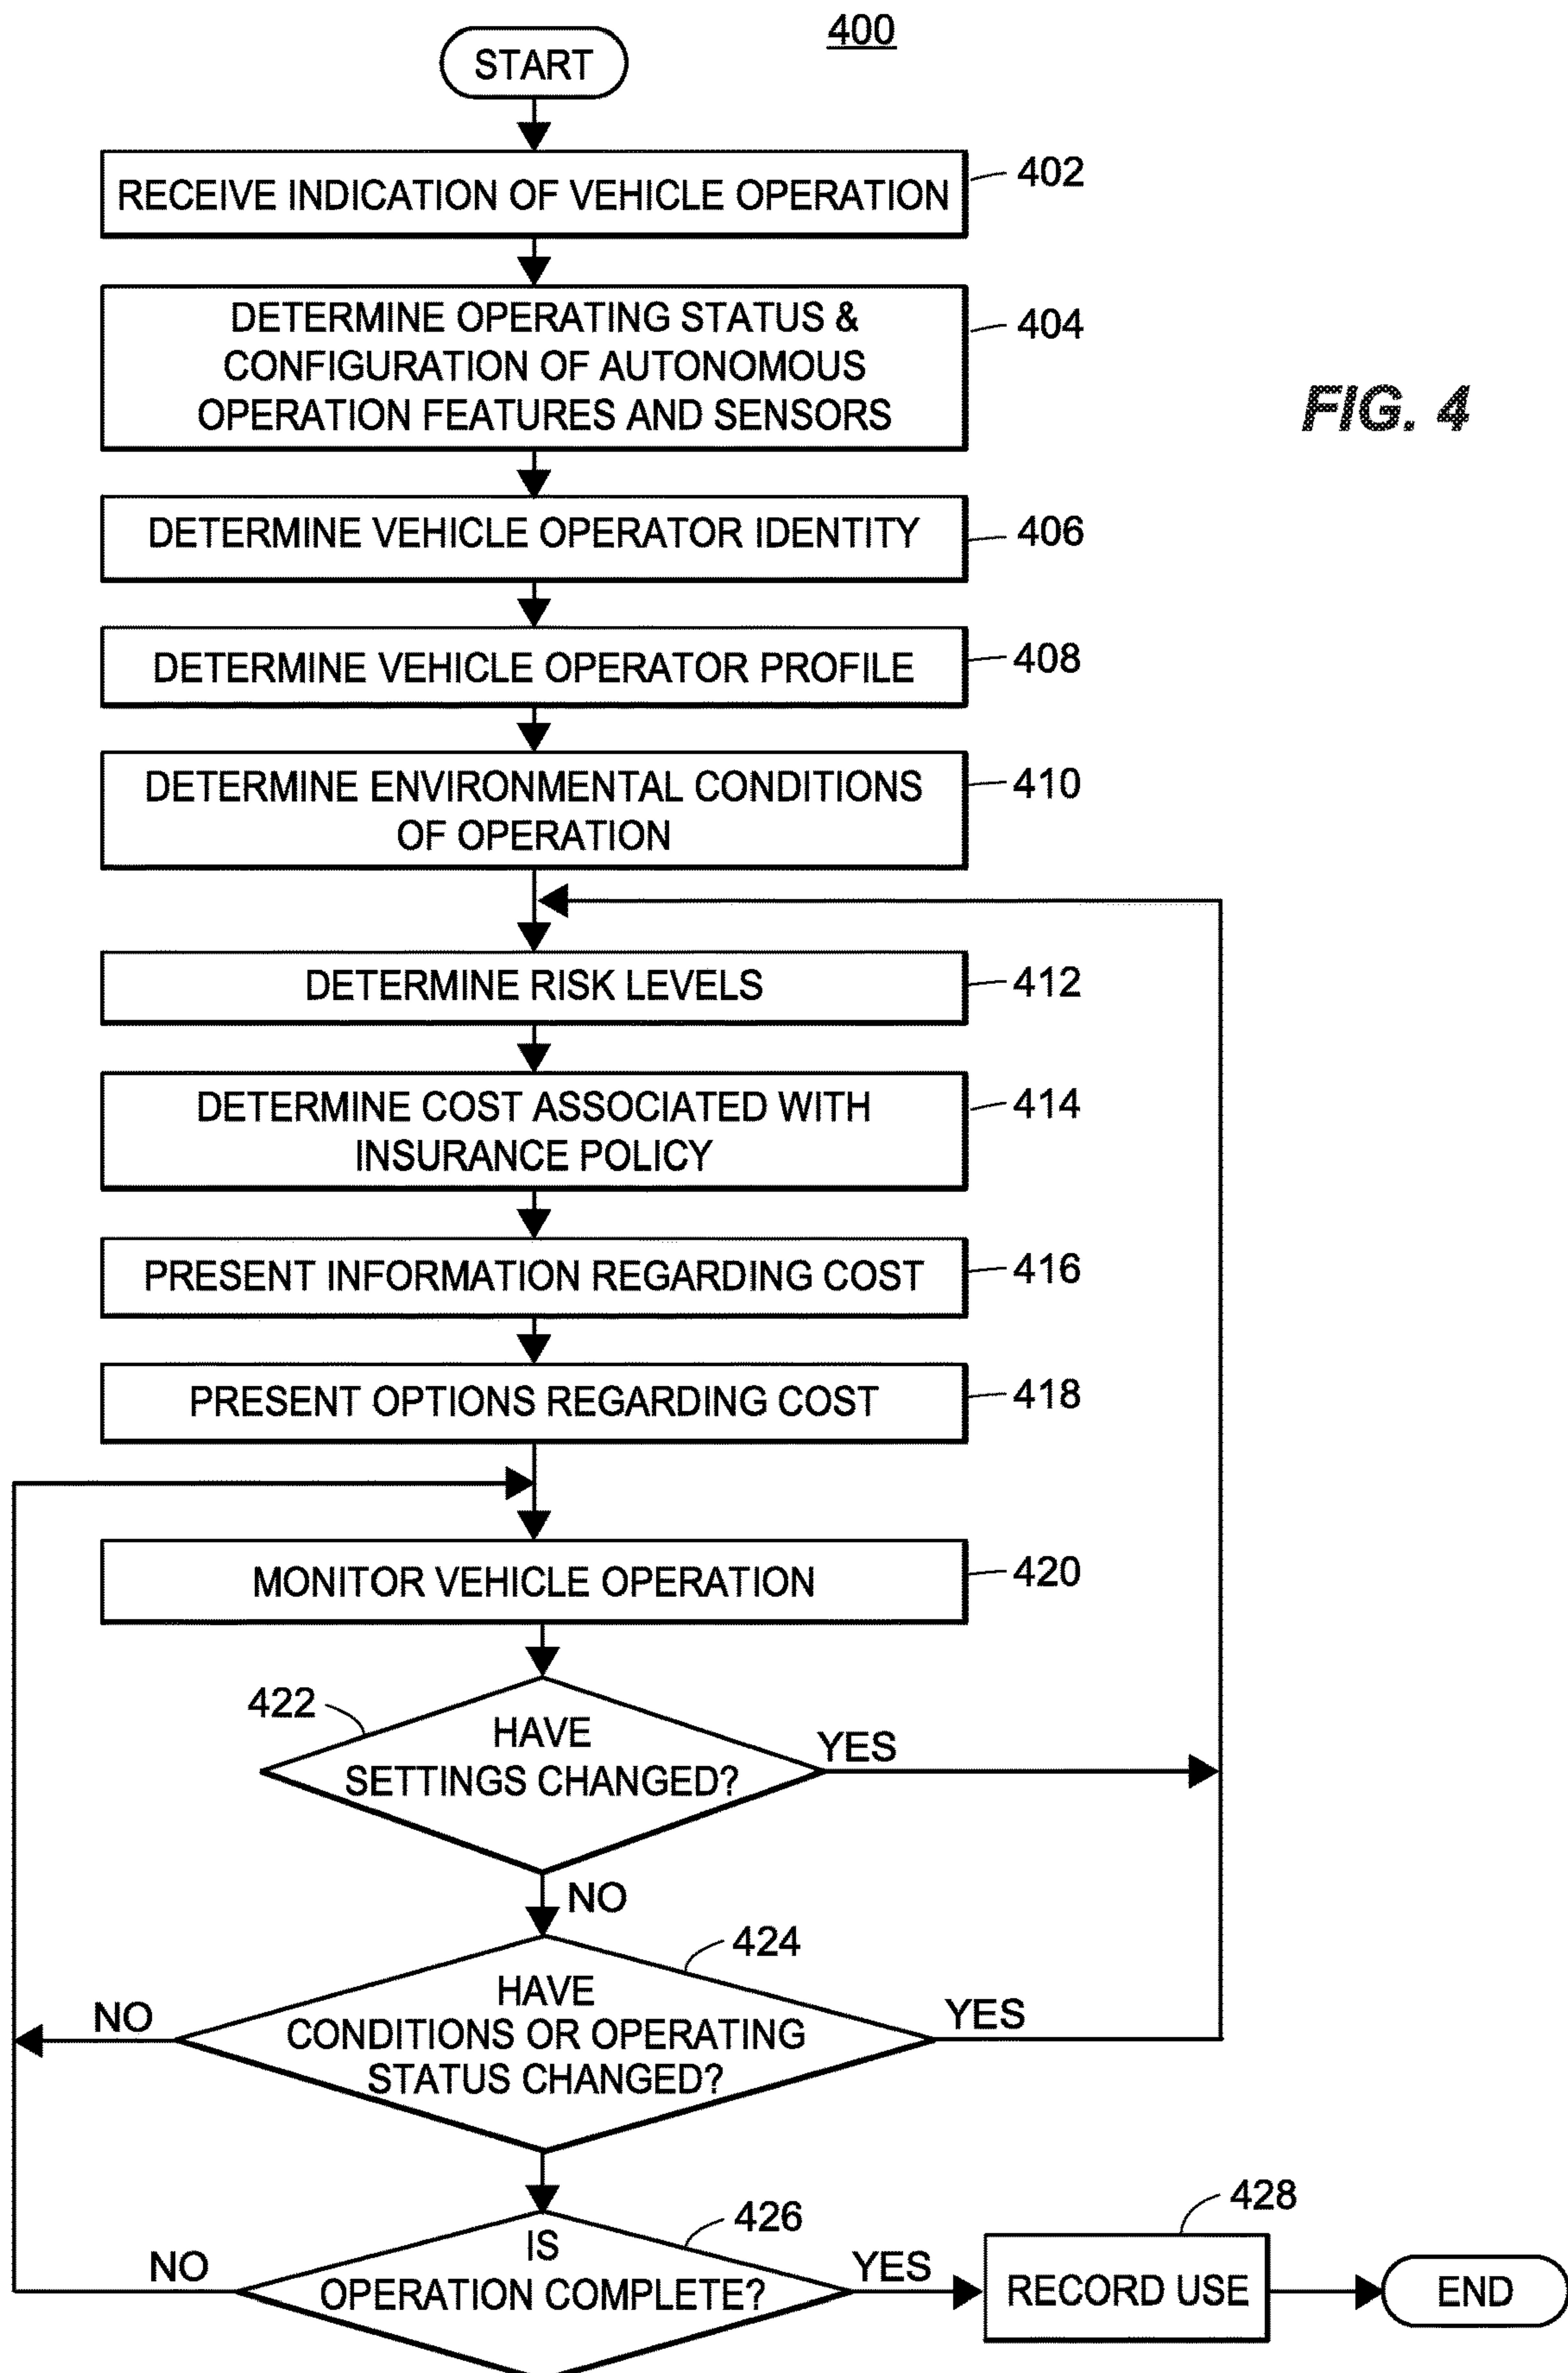 400
START
RECEIVE INDICATION OF VEHICLE OPERATION
402
DETERMINE OPERATING STATUS &
CONFIGURATION OF AUTONOMOUS
OPERATION FEATURES AND SENSORS
404
FIG. 4
DETERMINE VEHICLE OPERATOR IDENTITY
406
DETERMINE VEHICLE OPERATOR PROFILE
408
DETERMINE ENVIRONMENTAL CONDITIONS
OF OPERATION
410
DETERMINE RISK LEVELS
412
DETERMINE COST ASSOCIATED WITH
INSURANCE POLICY
414
PRESENT INFORMATION REGARDING COST
416
PRESENT OPTIONS REGARDING COST
418
MONITOR VEHICLE OPERATION
420
422
HAVE
SETTINGS CHANGED?
YES
NO
424
HAVE
CONDITIONS OR OPERATING
STATUS CHANGED?
NO
YES
426
IS
OPERATION COMPLETE?
NO
YES
428
RECORD USE
END